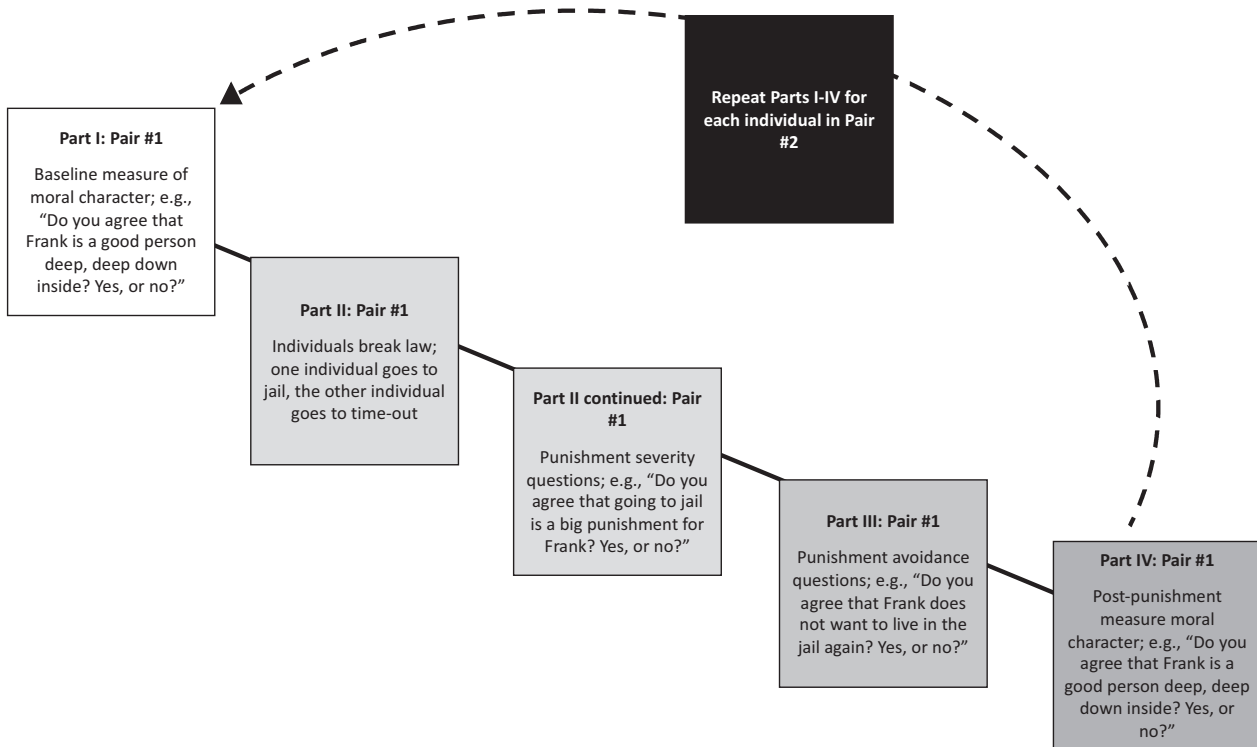 Repeat Parts I-IV for
each individual in Pair
#2
Part I: Pair #1
Baseline measure of
moral character; e.g.,
“Do you agree that
Frank is a good person
deep, deep down
inside? Yes, or no?”
Part II: Pair #1
Individuals break law;
one individual goes to
jail, the other individual
goes to time-out
Part II continued: Pair
#1
Punishment severity
questions; e.g., “Do you
agree that going to jail
is a big punishment for
Frank? Yes, or no?”
Part III: Pair #1
Punishment avoidance
questions; e.g., “Do you
agree that Frank does
not want to live in the
jail again? Yes, or no?”
Part IV: Pair #1
Post-punishment
measure moral
character; e.g., “Do you
agree that Frank is a
good person deep, deep
down inside? Yes, or
no?”